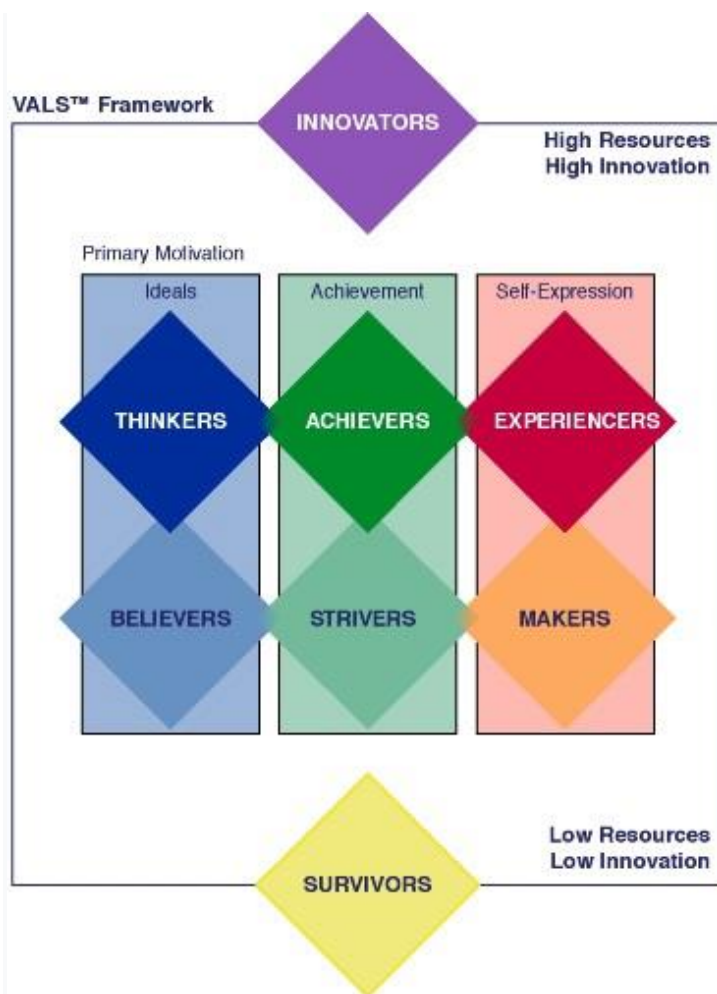 VALS™ Framework
INNOVATORS
High Resources
High Innovation
Primary Motivation
Ideals
Achievement
Self-Expression
THINKERS
ACHIEVERS
EXPERIENCERS
BELIEVERS
STRIVERS
MAKERS
Low Resources
Low Innovation
SURVIVORS